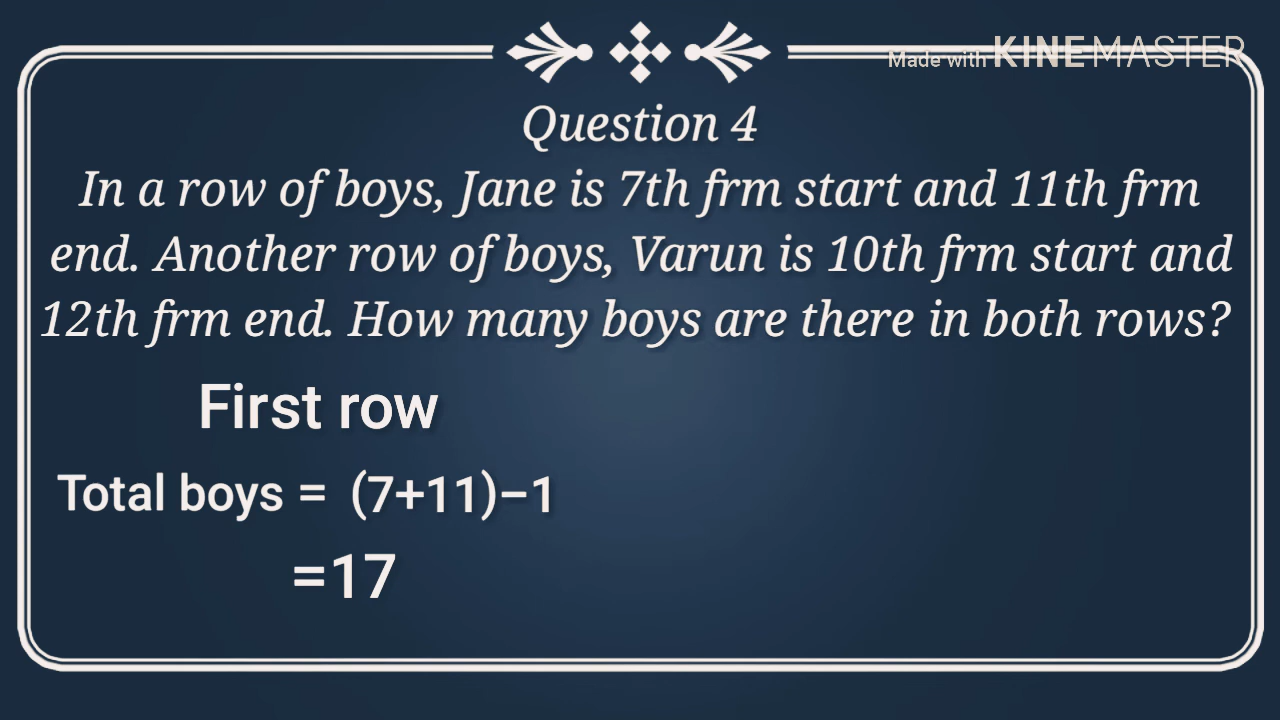 Made with KINEMASTER
Question 4
In a row of boys, Jane is 7th frm start and 11th frm
end. Another row of boys, Varun is 10th frm start and
12th frm end. How many boys are there in both rows?
First row
Total boys = (7+11)−1
=17